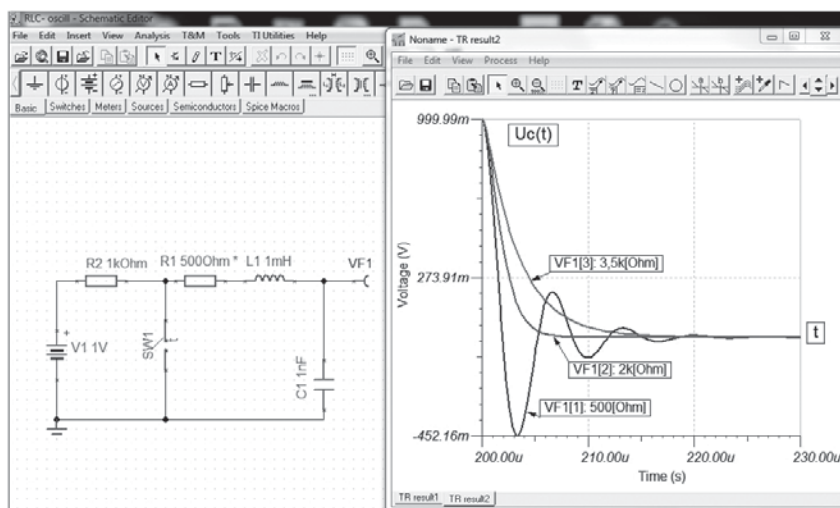 RLC- oscill - Schematic Editor
File Edit Insert View Analysis T&M Tools TI Utilities Help
Basic Switches Meters Sources Semiconductors Spice Macros
R2 1kOhm
R1 500Ohm *
L1 1mH
VF1
+
V1 1V
SW1
C1 1nF
Noname - TR result2
File Edit View Process Help
999.99m
Uc(t)
VF1[3]: 3,5k[Ohm]
273.91m
Voltage (V)
t
VF1[2]: 2k[Ohm]
VF1[1]: 500[Ohm]
-452.16m
200.00u 210.00u 220.00u 230.00u
Time (s)
TR result1 TR result2